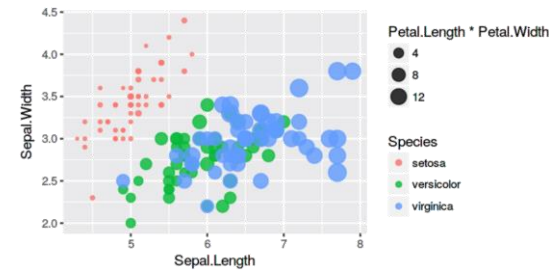 4.5
4.0
3.5
3.0
2.5
2.0
Sepal.Width
5
6
7
8
Sepal.Length
Petal.Length * Petal.Width
4
8
12
Species
setosa
versicolor
virginica